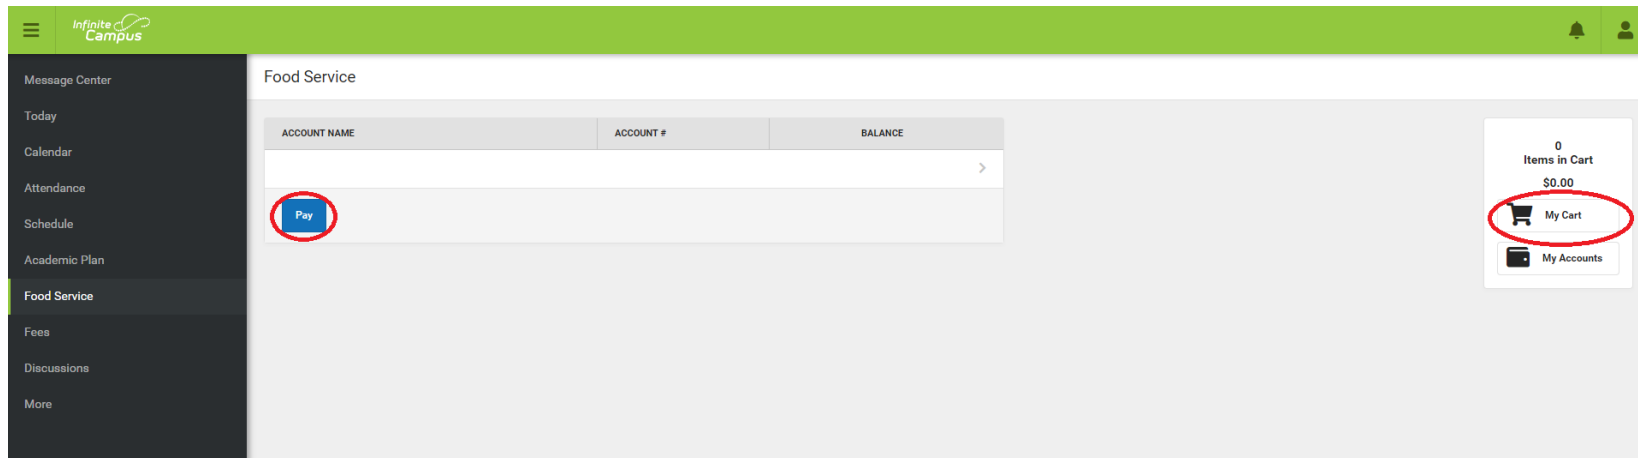 Infinite
Campus
Message Center
Today
Calendar
Attendance
Schedule
Academic Plan
Food Service
Fees
Discussions
More
Food Service
ACCOUNT NAME ACCOUNT # BALANCE
Pay
0
Items in Cart
$0.00
My Cart
My Accounts